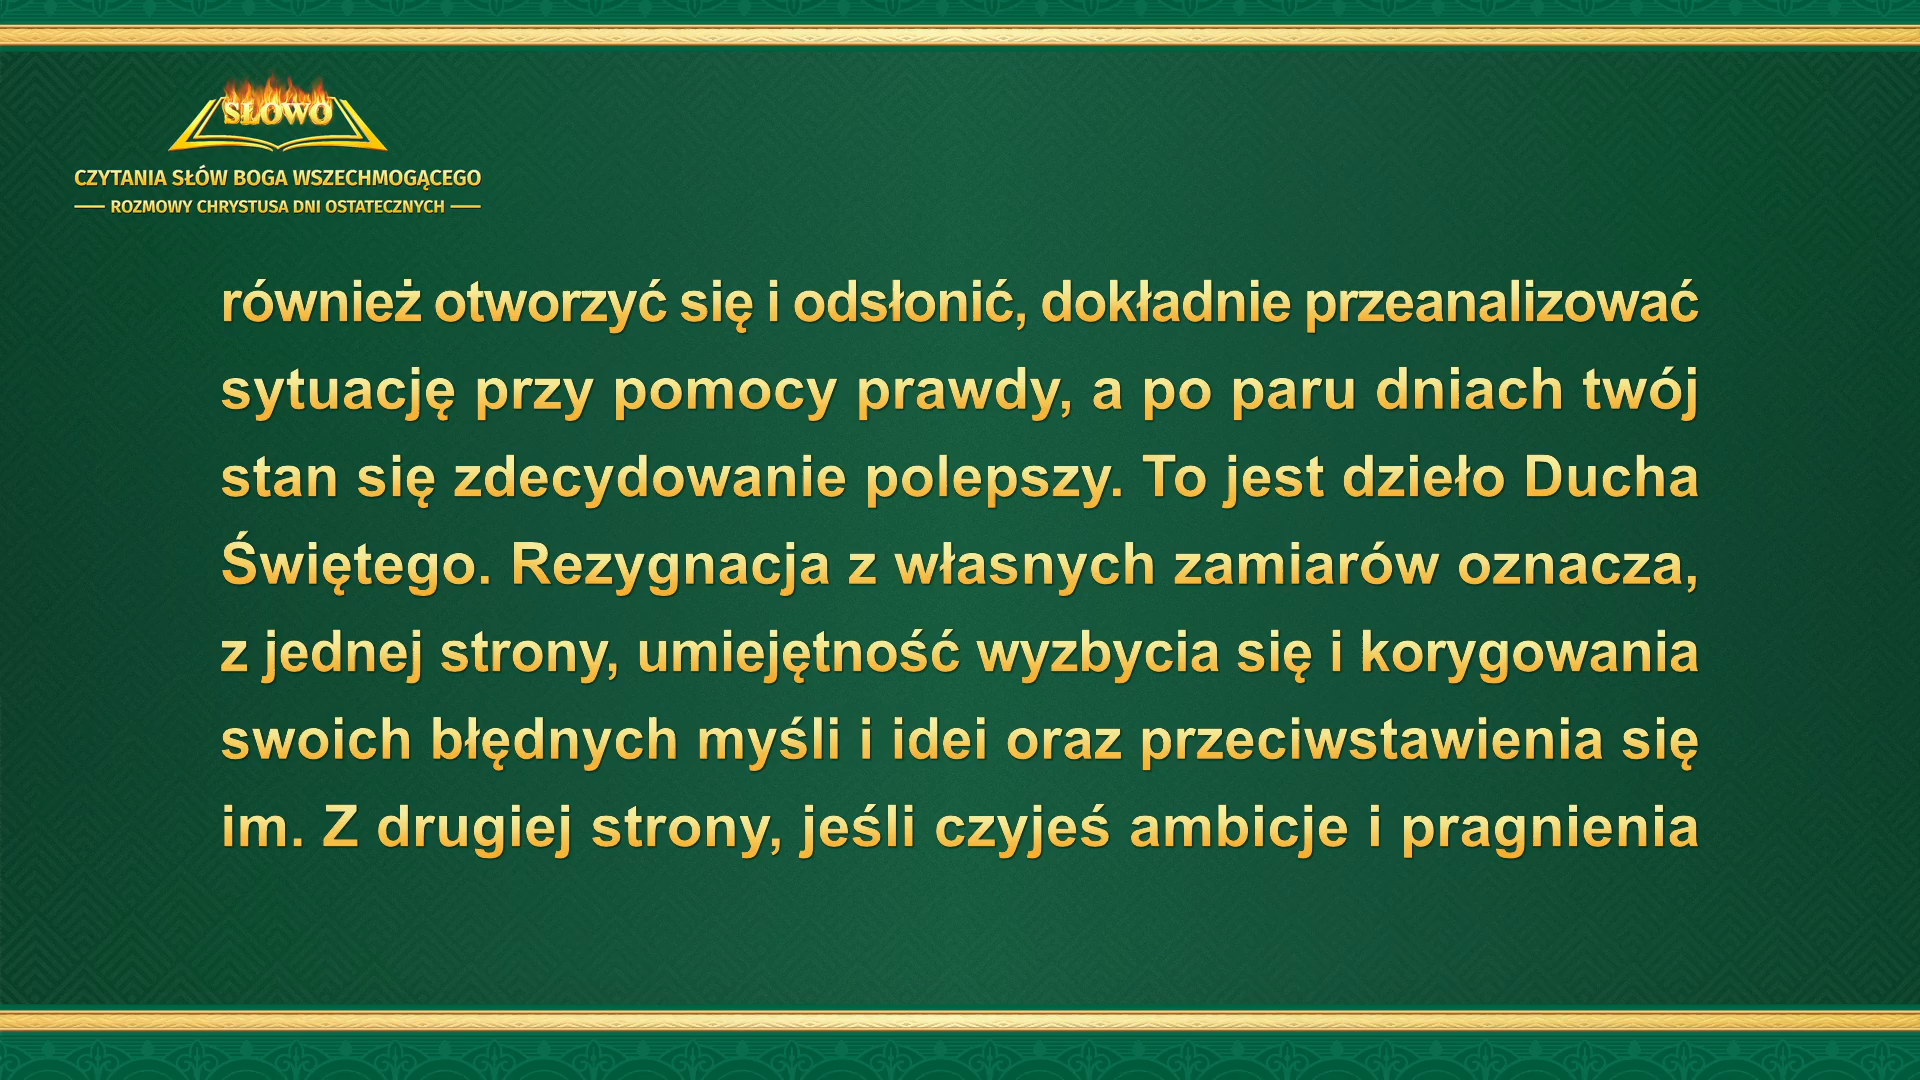 SŁOWO
CZYTANIA SŁÓW BOGA WSZECHMOGĄCEGO
ROZMOWY CHRYSTUSA DNI OSTATECZNYCH
również otworzyć się i odsłonić, dokładnie przeanalizować
sytuację przy pomocy prawdy, a po paru dniach twój
stan się zdecydowanie polepszy. To jest dzieło Ducha
Świętego. Rezygnacja z własnych zamiarów oznacza,
z jednej strony, umiejętność wyzbycia się i korygowania
swoich błędnych myśli i idei oraz przeciwstawienia się
im. Z drugiej strony, jeśli czyjeś ambicje i pragnienia